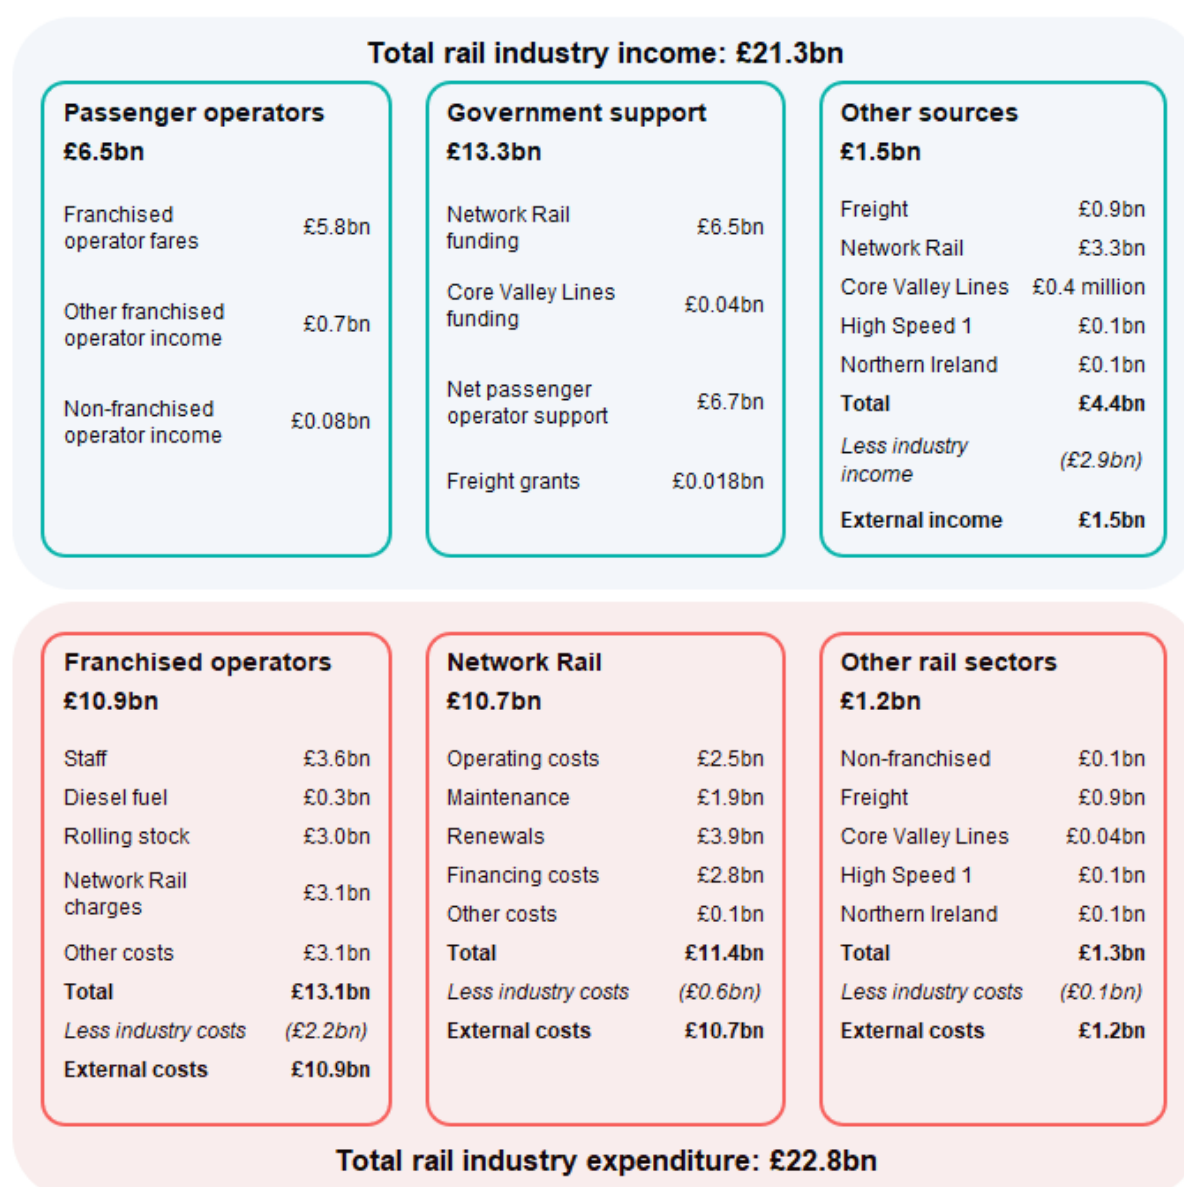 Total rail industry income: £21.3bn
Passenger operators
£6.5bn
Franchised
operator fares £5.8bn
Other franchised
operator income £0.7bn
Non-franchised
operator income £0.08bn
Government support
£13.3bn
Network Rail
funding £6.5bn
Core Valley Lines
funding £0.04bn
Net passenger
operator support £6.7bn
Freight grants £0.018bn
Other sources
£1.5bn
Freight £0.9bn
Network Rail £3.3bn
Core Valley Lines £0.4 million
High Speed 1 £0.1bn
Northern Ireland £0.1bn
Total £4.4bn
Less industry
income (£2.9bn)
External income £1.5bn
Franchised operators
£10.9bn
Staff £3.6bn
Diesel fuel £0.3bn
Rolling stock £3.0bn
Network Rail
charges £3.1bn
Other costs £3.1bn
Total £13.1bn
Less industry costs (£2.2bn)
External costs £10.9bn
Network Rail
£10.7bn
Operating costs £2.5bn
Maintenance £1.9bn
Renewals £3.9bn
Financing costs £2.8bn
Other costs £0.1bn
Total £11.4bn
Less industry costs (£0.6bn)
External costs £10.7bn
Other rail sectors
£1.2bn
Non-franchised £0.1bn
Freight £0.9bn
Core Valley Lines £0.04bn
High Speed 1 £0.1bn
Northern Ireland £0.1bn
Total £1.3bn
Less industry costs (£0.1bn)
External costs £1.2bn
Total rail industry expenditure: £22.8bn